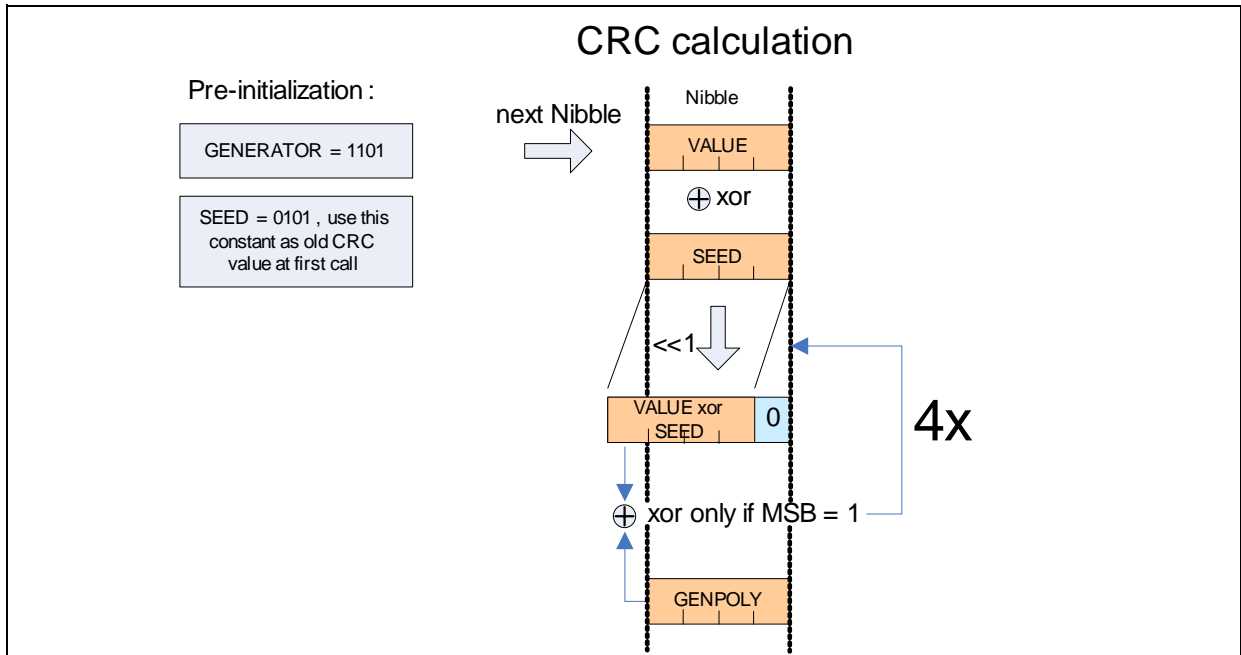 CRC calculation
Pre-initialization :
GENERATOR = 1101
SEED = 0101 , use this
constant as old CRC
value at first call
next Nibble
Nibble
VALUE
xor
SEED
<<1
VALUE xor
SEED
0
4x
xor only if MSB = 1
GENPOLY